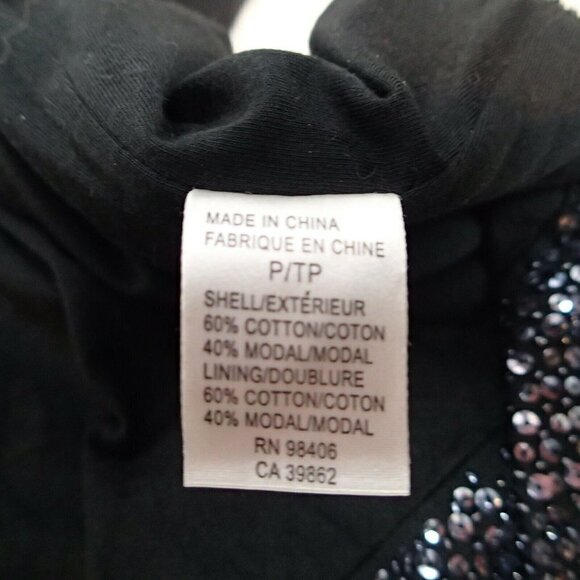 MADE IN CHINA
FABRIQUE EN CHINE
P/TP
SHELL/EXTÉRIEUR
60% COTTON/COTON
40% MODAL/MODAL
LINING/DOUBLURE
60% COTTON/COTON
40% MODAL/MODAL
RN 98406
CA 39862